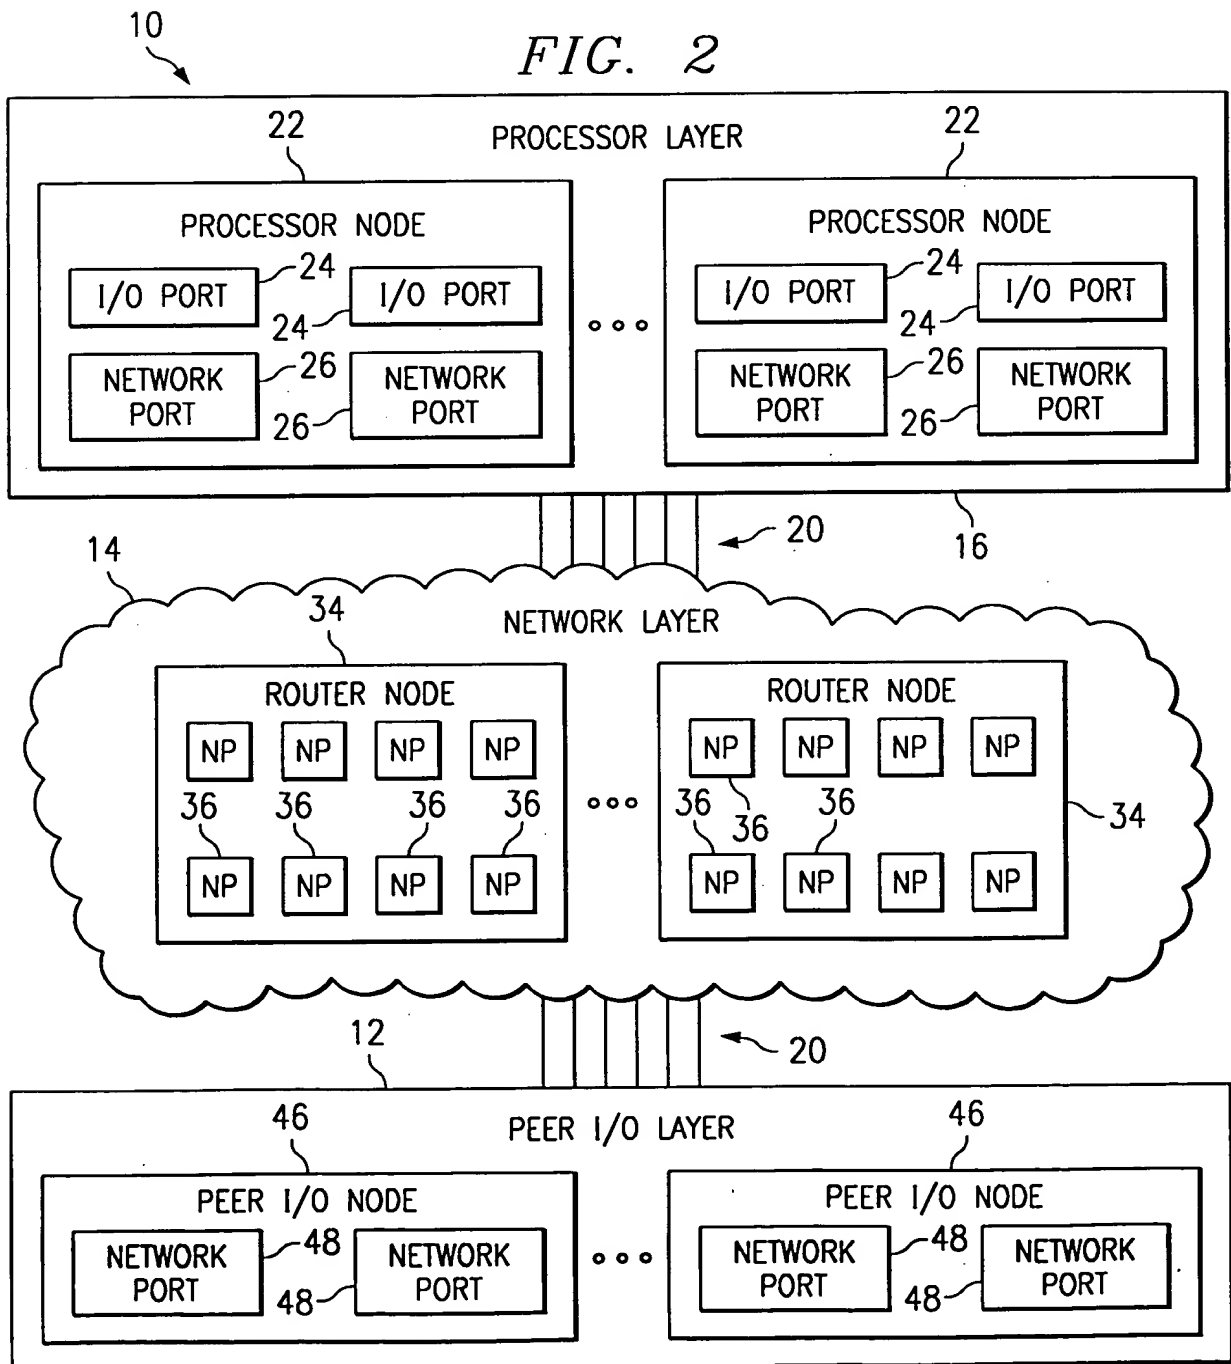 10
FIG. 2
22
PROCESSOR LAYER
22
PROCESSOR NODE
PROCESSOR NODE
I/O PORT
24
I/O PORT
24
I/O PORT
24
I/O PORT
24
NETWORK
PORT
26
NETWORK
PORT
26
NETWORK
PORT
26
NETWORK
PORT
26
20
16
14
34
NETWORK LAYER
ROUTER NODE
ROUTER NODE
NP NP NP NP
NP NP NP NP
36 36 36 36
36 36 36
34
NP NP NP NP
NP NP NP NP
12
20
46
PEER I/O LAYER
46
PEER I/O NODE
PEER I/O NODE
NETWORK
PORT
48
NETWORK
PORT
48
NETWORK
PORT
48
NETWORK
PORT
48